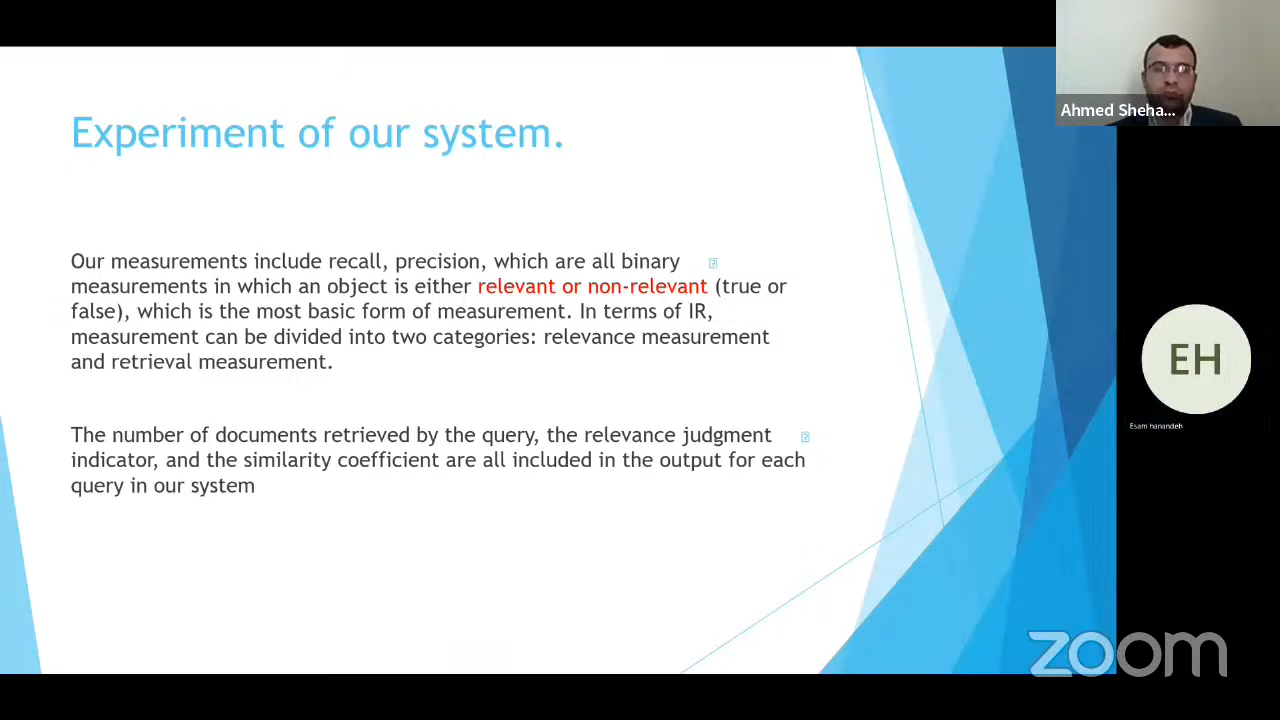 Ahmed Sheha...
Experiment of our system.
Our measurements include recall, precision, which are all binary
measurements in which an object is either relevant or non-relevant (true or
false), which is the most basic form of measurement. In terms of IR,
measurement can be divided into two categories: relevance measurement
and retrieval measurement.
The number of documents retrieved by the query, the relevance judgment
indicator, and the similarity coefficient are all included in the output for each
query in our system
EH
Esam hanandeh
zoom